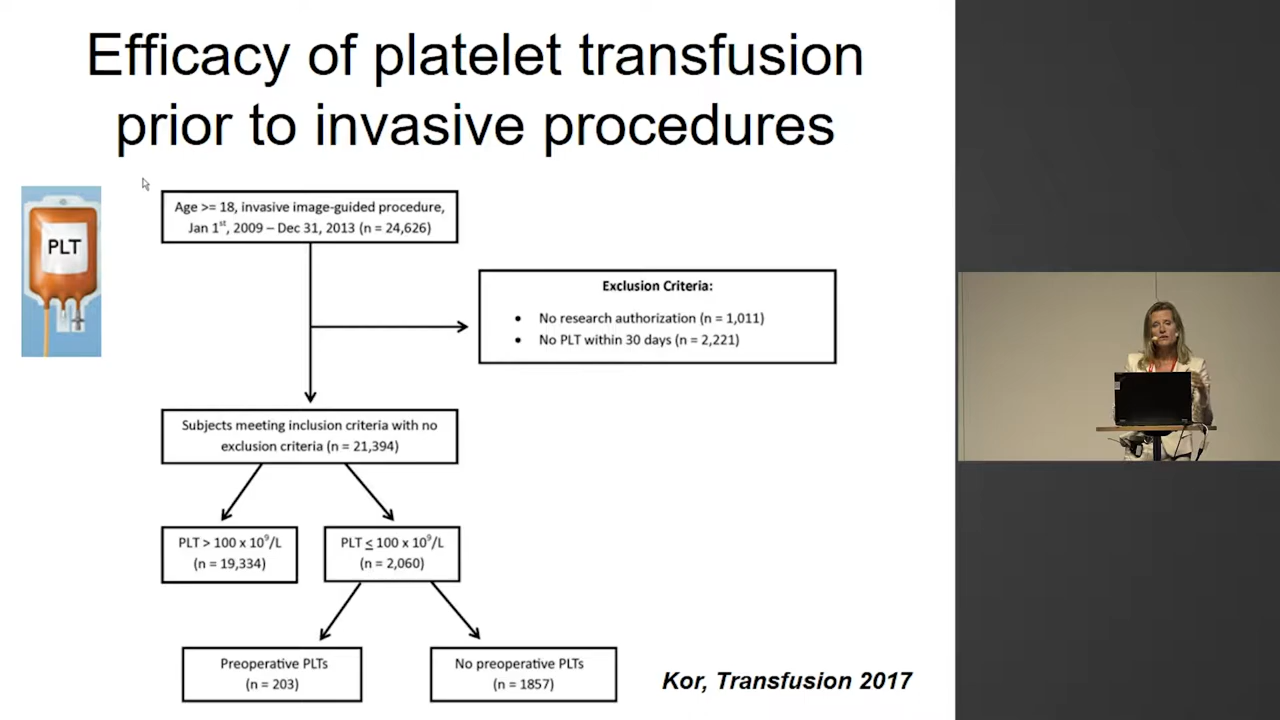 Efficacy of platelet transfusion
prior to invasive procedures
PLT
Age >= 18, invasive image-guided procedure,
Jan 1st, 2009 – Dec 31, 2013 (n = 24,626)
Exclusion Criteria:
• No research authorization (n = 1,011)
• No PLT within 30 days (n = 2,221)
Subjects meeting inclusion criteria with no
exclusion criteria (n = 21,394)
PLT > 100 x 10⁹/L
(n = 19,334)
PLT ≤ 100 x 10⁹/L
(n = 2,060)
Preoperative PLTs
(n = 203)
No preoperative PLTs
(n = 1857)
Kor, Transfusion 2017